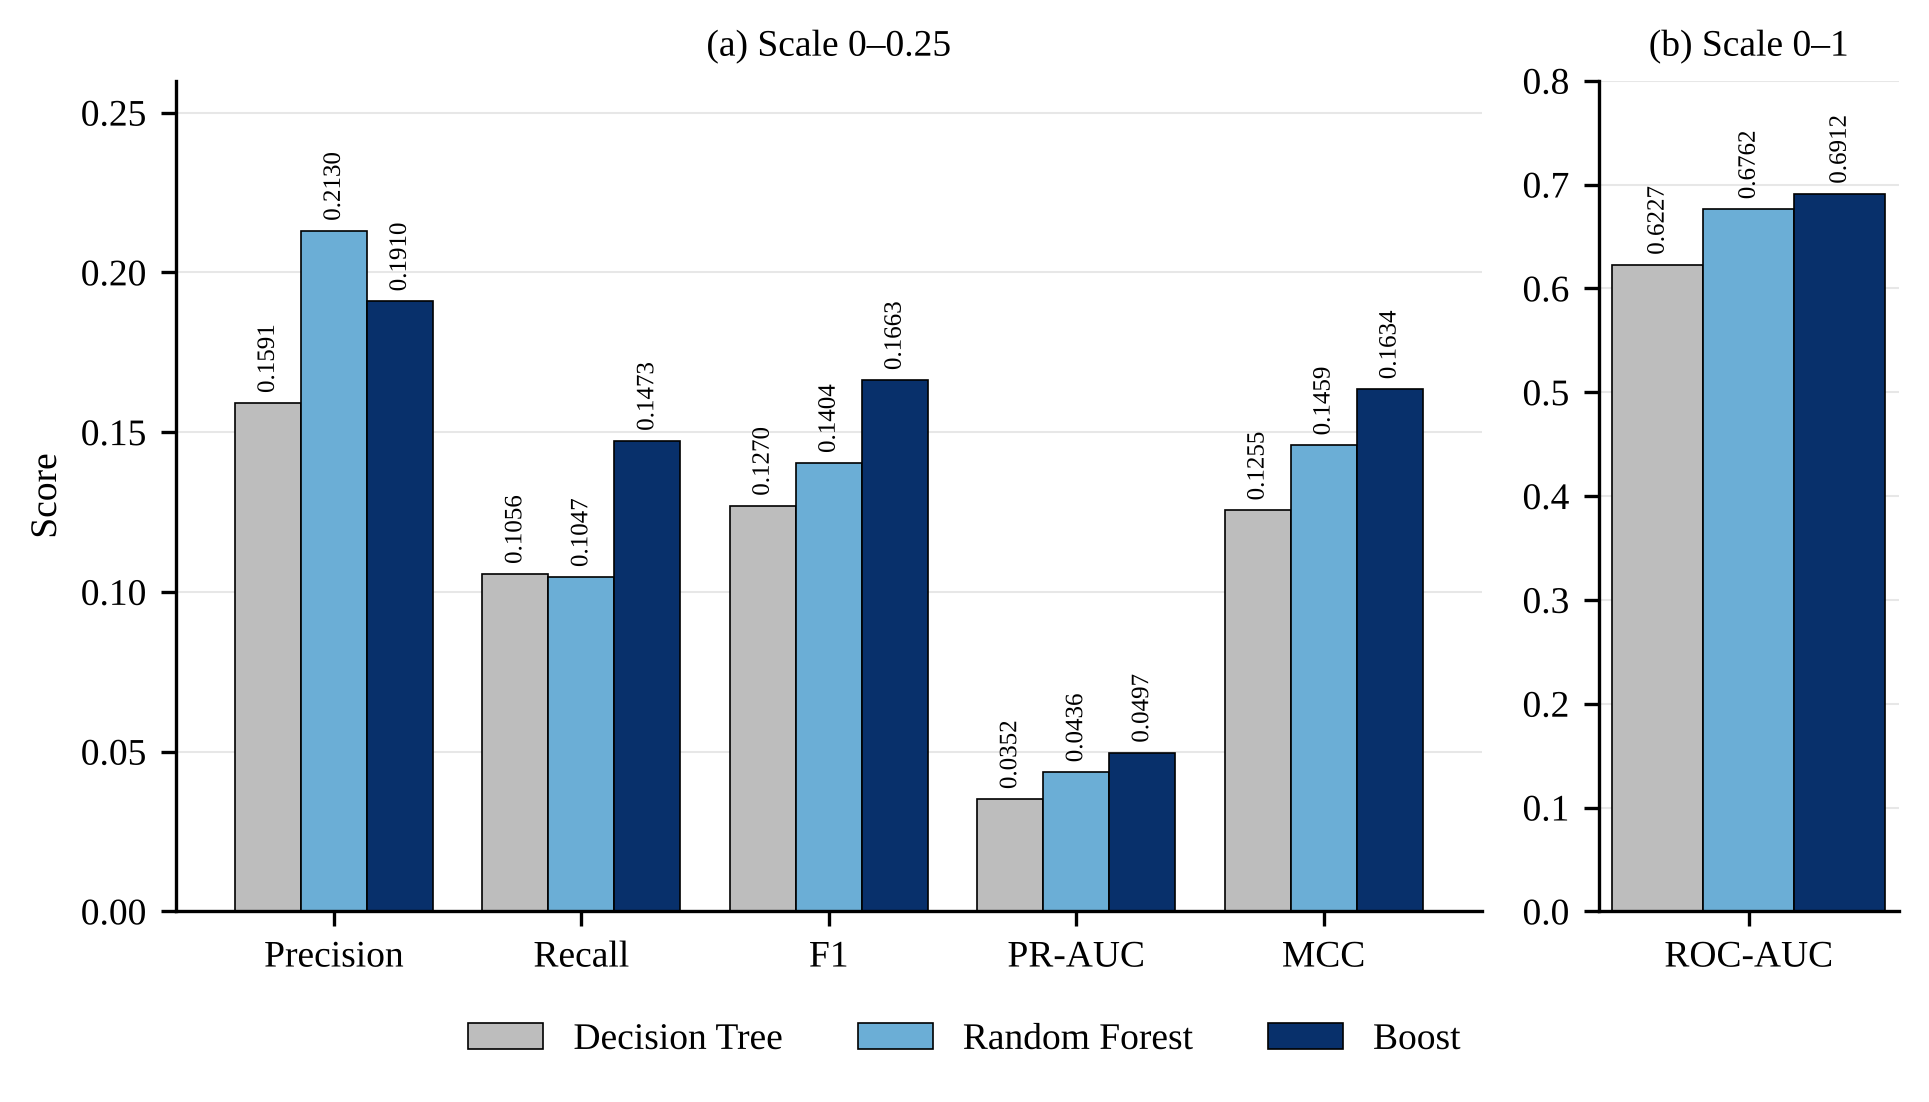 (a) Scale 0–0.25
Score
0.25
0.20
0.15
0.10
0.05
0.00
0.1591
0.2130
0.1910
0.1056
0.1047
0.1473
0.1270
0.1404
0.1663
0.0352
0.0436
0.0497
0.1255
0.1459
0.1634
Precision
Recall
F1
PR-AUC
MCC
(b) Scale 0–1
0.8
0.7
0.6
0.5
0.4
0.3
0.2
0.1
0.0
0.6227
0.6762
0.6912
ROC-AUC
Decision Tree
Random Forest
Boost